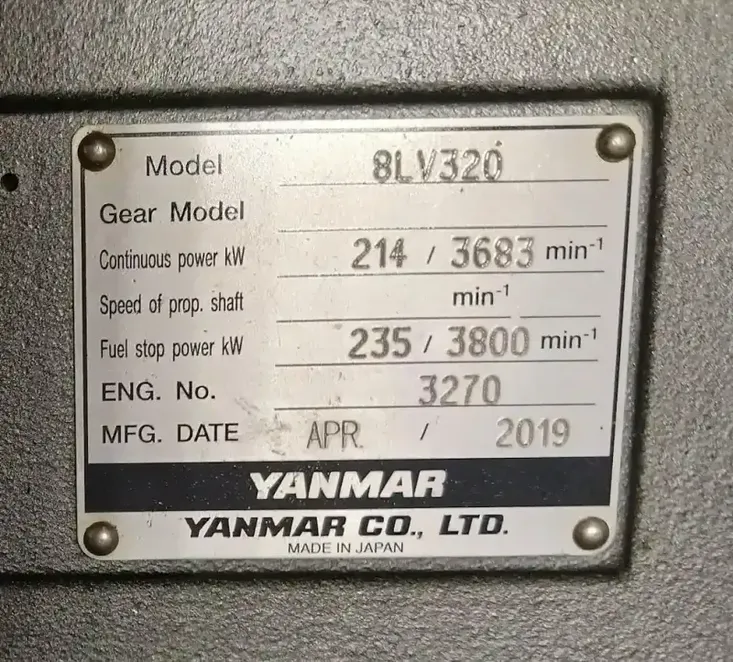 Model 8LV320
Gear Model
Continuous power kW 214 / 3683 min-1
Speed of prop. shaft min-1
Fuel stop power kW 235 / 3800 min-1
ENG. No. 3270
MFG. DATE APR. / 2019
YANMAR
YANMAR CO., LTD.
MADE IN JAPAN